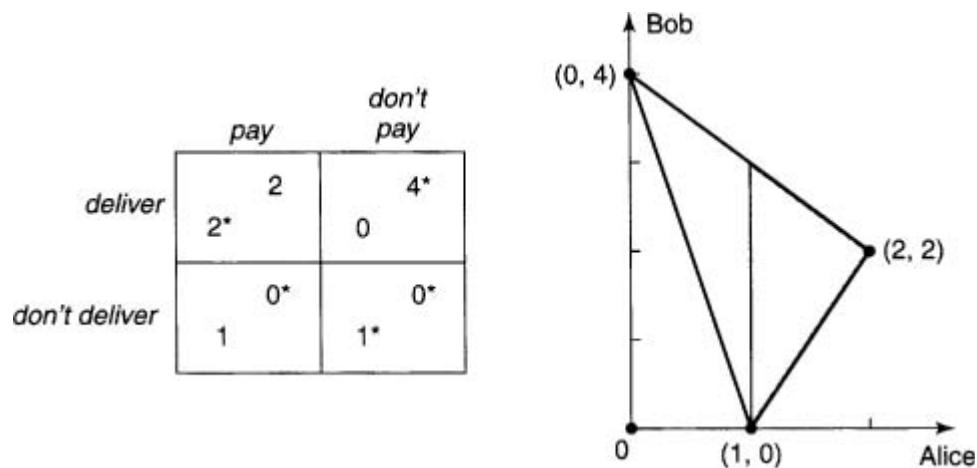 pay
don't
pay
deliver
2
4*
2*
0
don't deliver
0*
0*
1
1*
Bob
(0, 4)
(2, 2)
0
(1, 0)
Alice